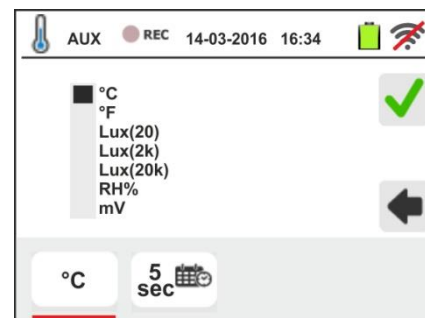 AUX REC 14-03-2016 16:34
°C
°F
Lux(20)
Lux(2k)
Lux(20k)
RH%
mV
°C 5 sec